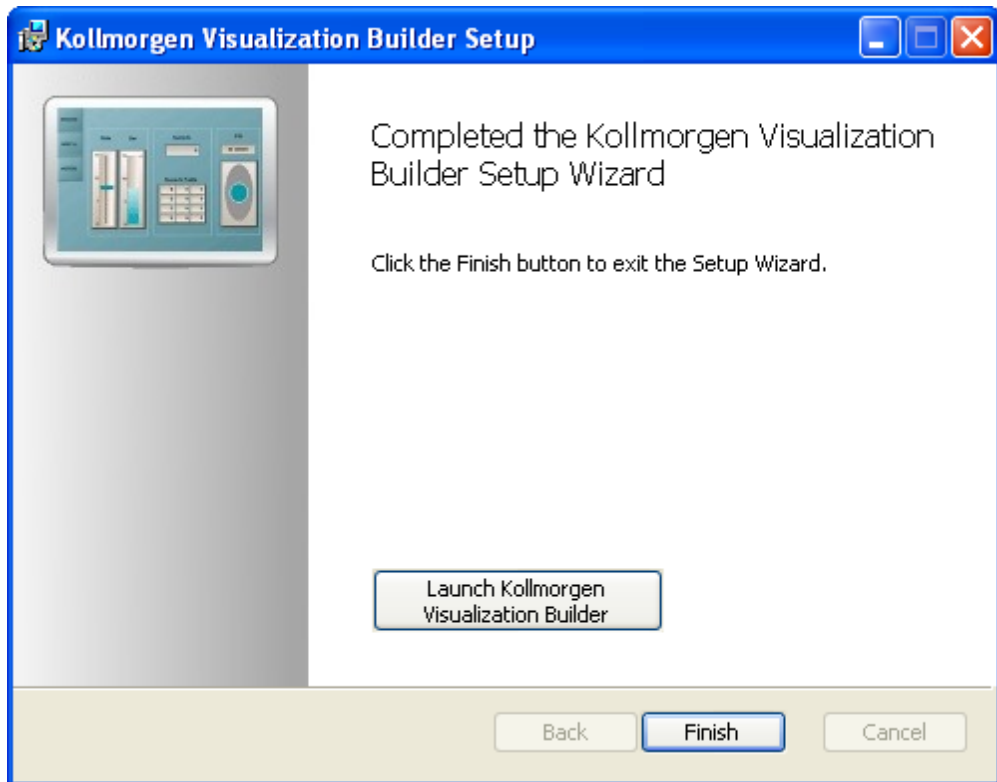 Kollmorgen Visualization Builder Setup
Completed the Kollmorgen Visualization
Builder Setup Wizard
Click the Finish button to exit the Setup Wizard.
Launch Kollmorgen
Visualization Builder
Back
Finish
Cancel